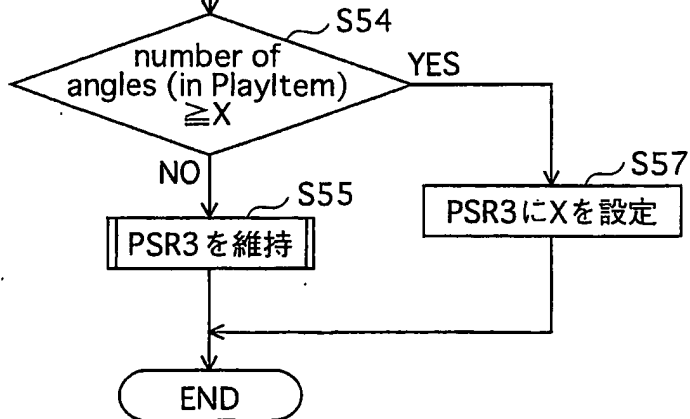 S54
number of
angles (in PlayItem)
≧X
YES
NO
S57
S55
PSR3にXを設定
PSR3を維持
END